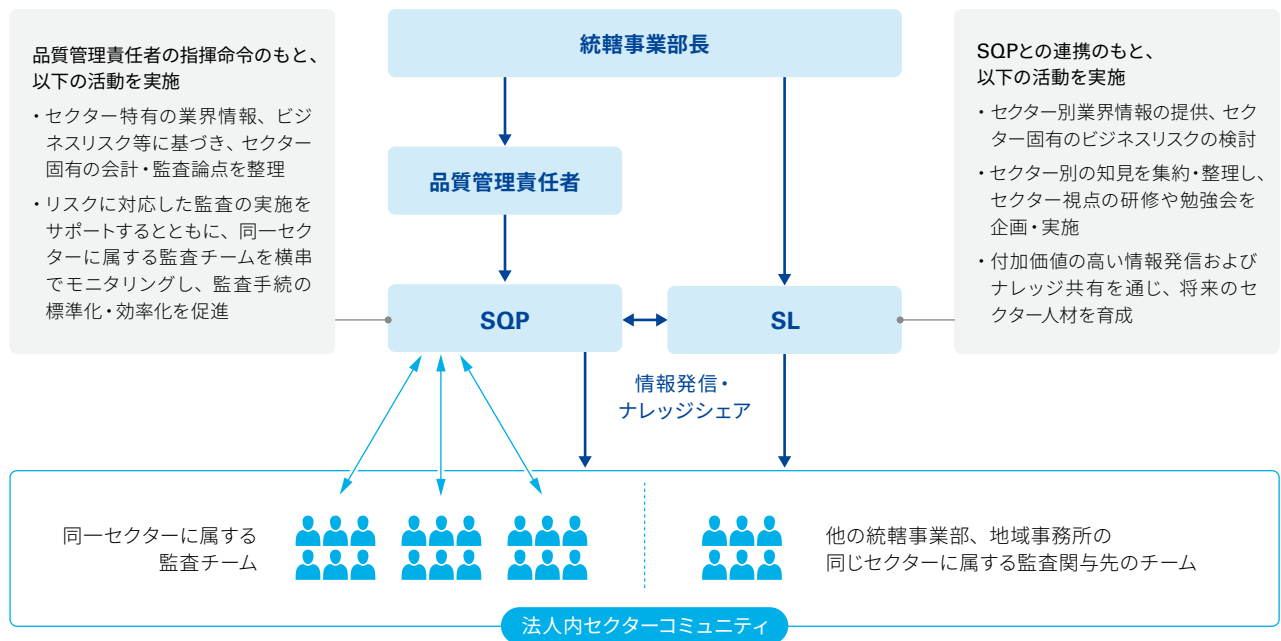 品質管理責任者の指揮命令のもと、
以下の活動を実施
・セクター特有の業界情報、ビジ
ネスリスク等に基づき、セクター
固有の会計・監査論点を整理
・リスクに対応した監査の実施を
サポートするとともに、同一セク
ターに属する監査チームを横串
でモニタリングし、監査手続の
標準化・効率化を促進
統轄事業部長
品質管理責任者
SQP
SL
SQPとの連携のもと、
以下の活動を実施
・セクター別業界情報の提供、セク
ター固有のビジネスリスクの検討
・セクター別の知見を集約・整理し、
セクター視点の研修や勉強会を
企画・実施
・付加価値の高い情報発信および
ナレッジ共有を通じ、将来のセ
クター人材を育成
情報発信・
ナレッジシェア
同一セクターに属する
監査チーム
他の統轄事業部、地域事務所の
同じセクターに属する監査関与先のチーム
法人内セクターコミュニティ